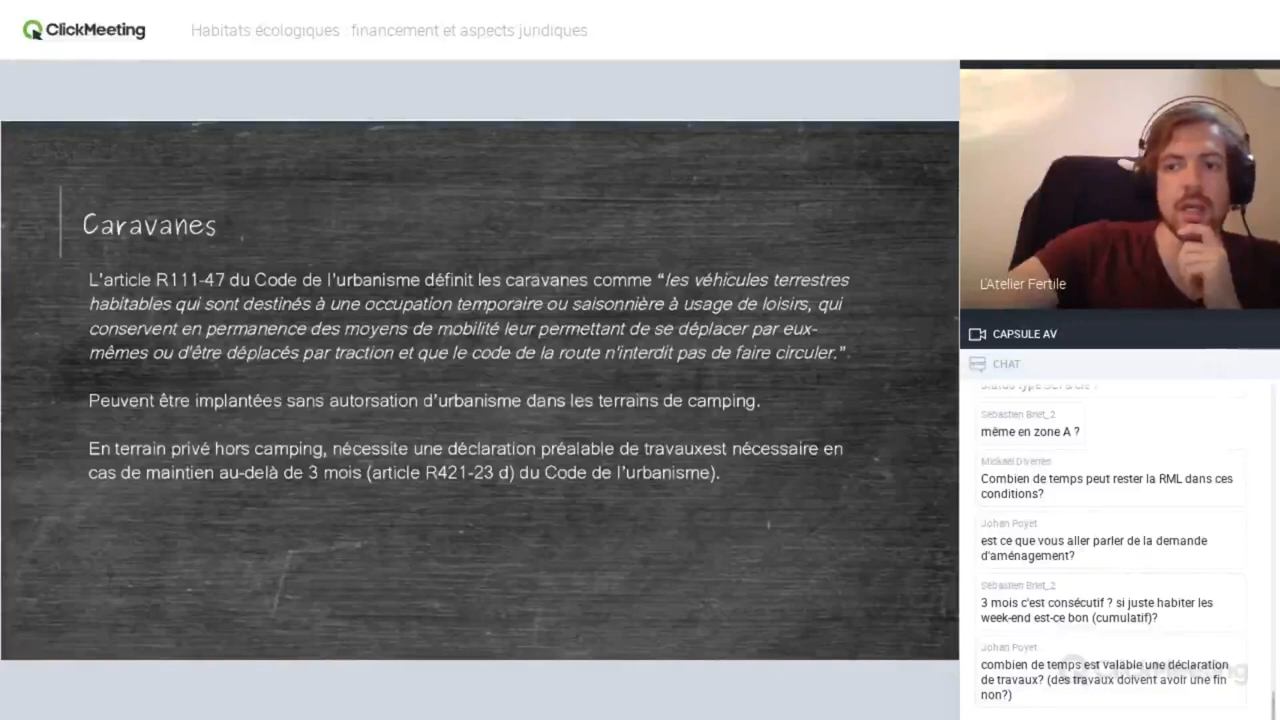 ClickMeeting
Habitats écologiques : financement et aspects juridiques
Caravanes
L'article R111-47 du Code de l'urbanisme définit les caravanes comme “les véhicules terrestres
habitables qui sont destinés à une occupation temporaire ou saisonnière à usage de loisirs, qui
conservent en permanence des moyens de mobilité leur permettant de se déplacer par eux-
mêmes ou d'être déplacés par traction et que le code de la route n'interdit pas de faire circuler.”
Peuvent être implantées sans autorsation d'urbanisme dans les terrains de camping.
En terrain privé hors camping, nécessite une déclaration préalable de travauxest nécessaire en
cas de maintien au-delà de 3 mois (article R421-23 d) du Code de l'urbanisme).
L'Atelier Fertile
CAPSULE AV
CHAT
Sébastien Briet_2
même en zone A ?
Mickaël Diverrès
Combien de temps peut rester la RML dans ces
conditions?
Johan Poyet
est ce que vous aller parler de la demande
d'aménagement?
Sébastien Briet_2
3 mois c'est consécutif ? si juste habiter les
week-end est-ce bon (cumulatif)?
Johan Poyet
combien de temps est valable une déclaration
de travaux? (des travaux doivent avoir une fin
non?)